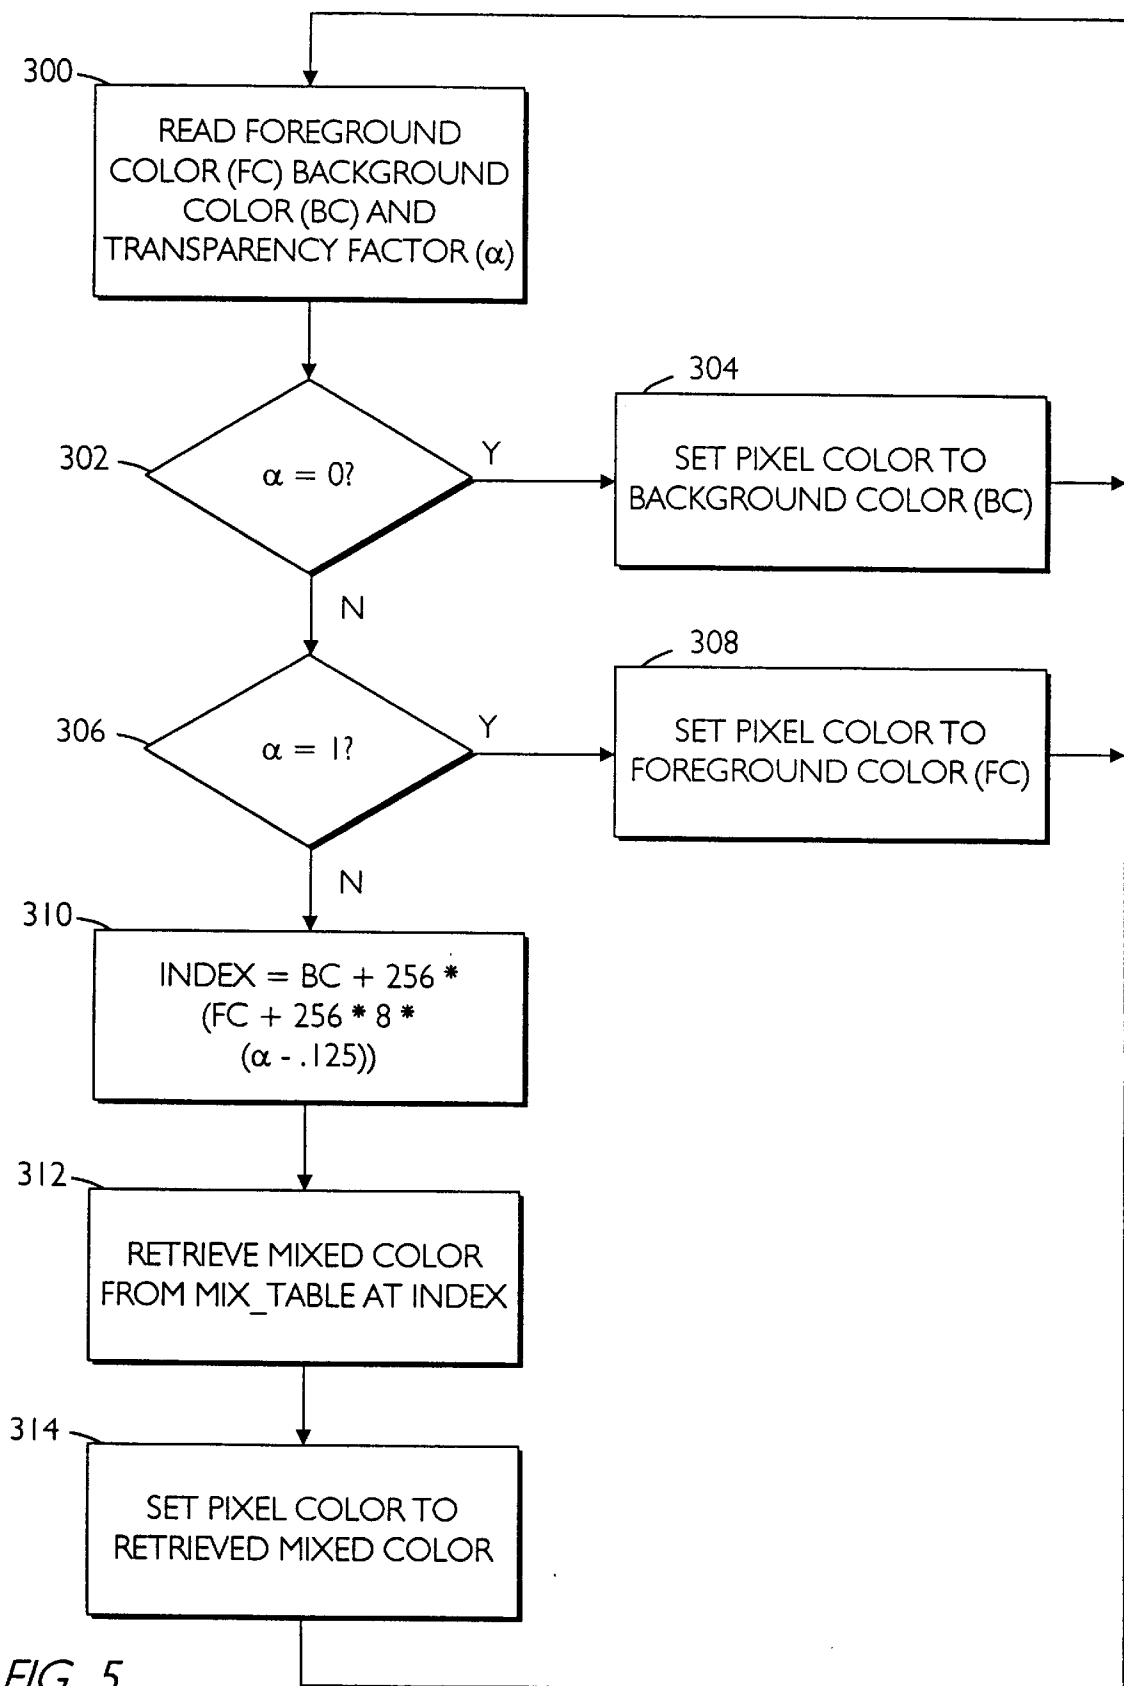 300
READ FOREGROUND
COLOR (FC) BACKGROUND
COLOR (BC) AND
TRANSPARENCY FACTOR (α)
302
α = 0?
Y
304
SET PIXEL COLOR TO
BACKGROUND COLOR (BC)
N
306
α = 1?
Y
308
SET PIXEL COLOR TO
FOREGROUND COLOR (FC)
N
310
INDEX = BC + 256 *
(FC + 256 * 8 *
(α - .125))
312
RETRIEVE MIXED COLOR
FROM MIX_TABLE AT INDEX
314
SET PIXEL COLOR TO
RETRIEVED MIXED COLOR
FIG. 5